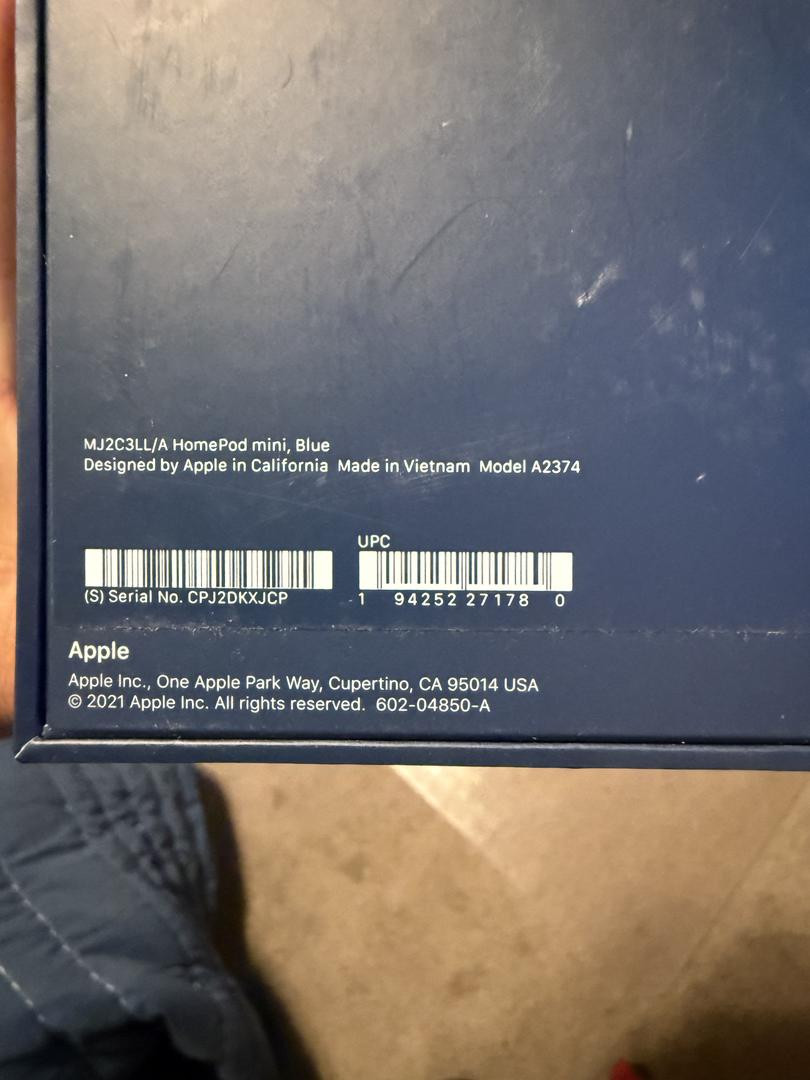 MJ2C3LL/A HomePod mini, Blue
Designed by Apple in California  Made in Vietnam  Model A2374
UPC
(S) Serial No. CPJ2DKXJCP
1 94252 27178 0
Apple
Apple Inc., One Apple Park Way, Cupertino, CA 95014 USA
© 2021 Apple Inc. All rights reserved.  602-04850-A